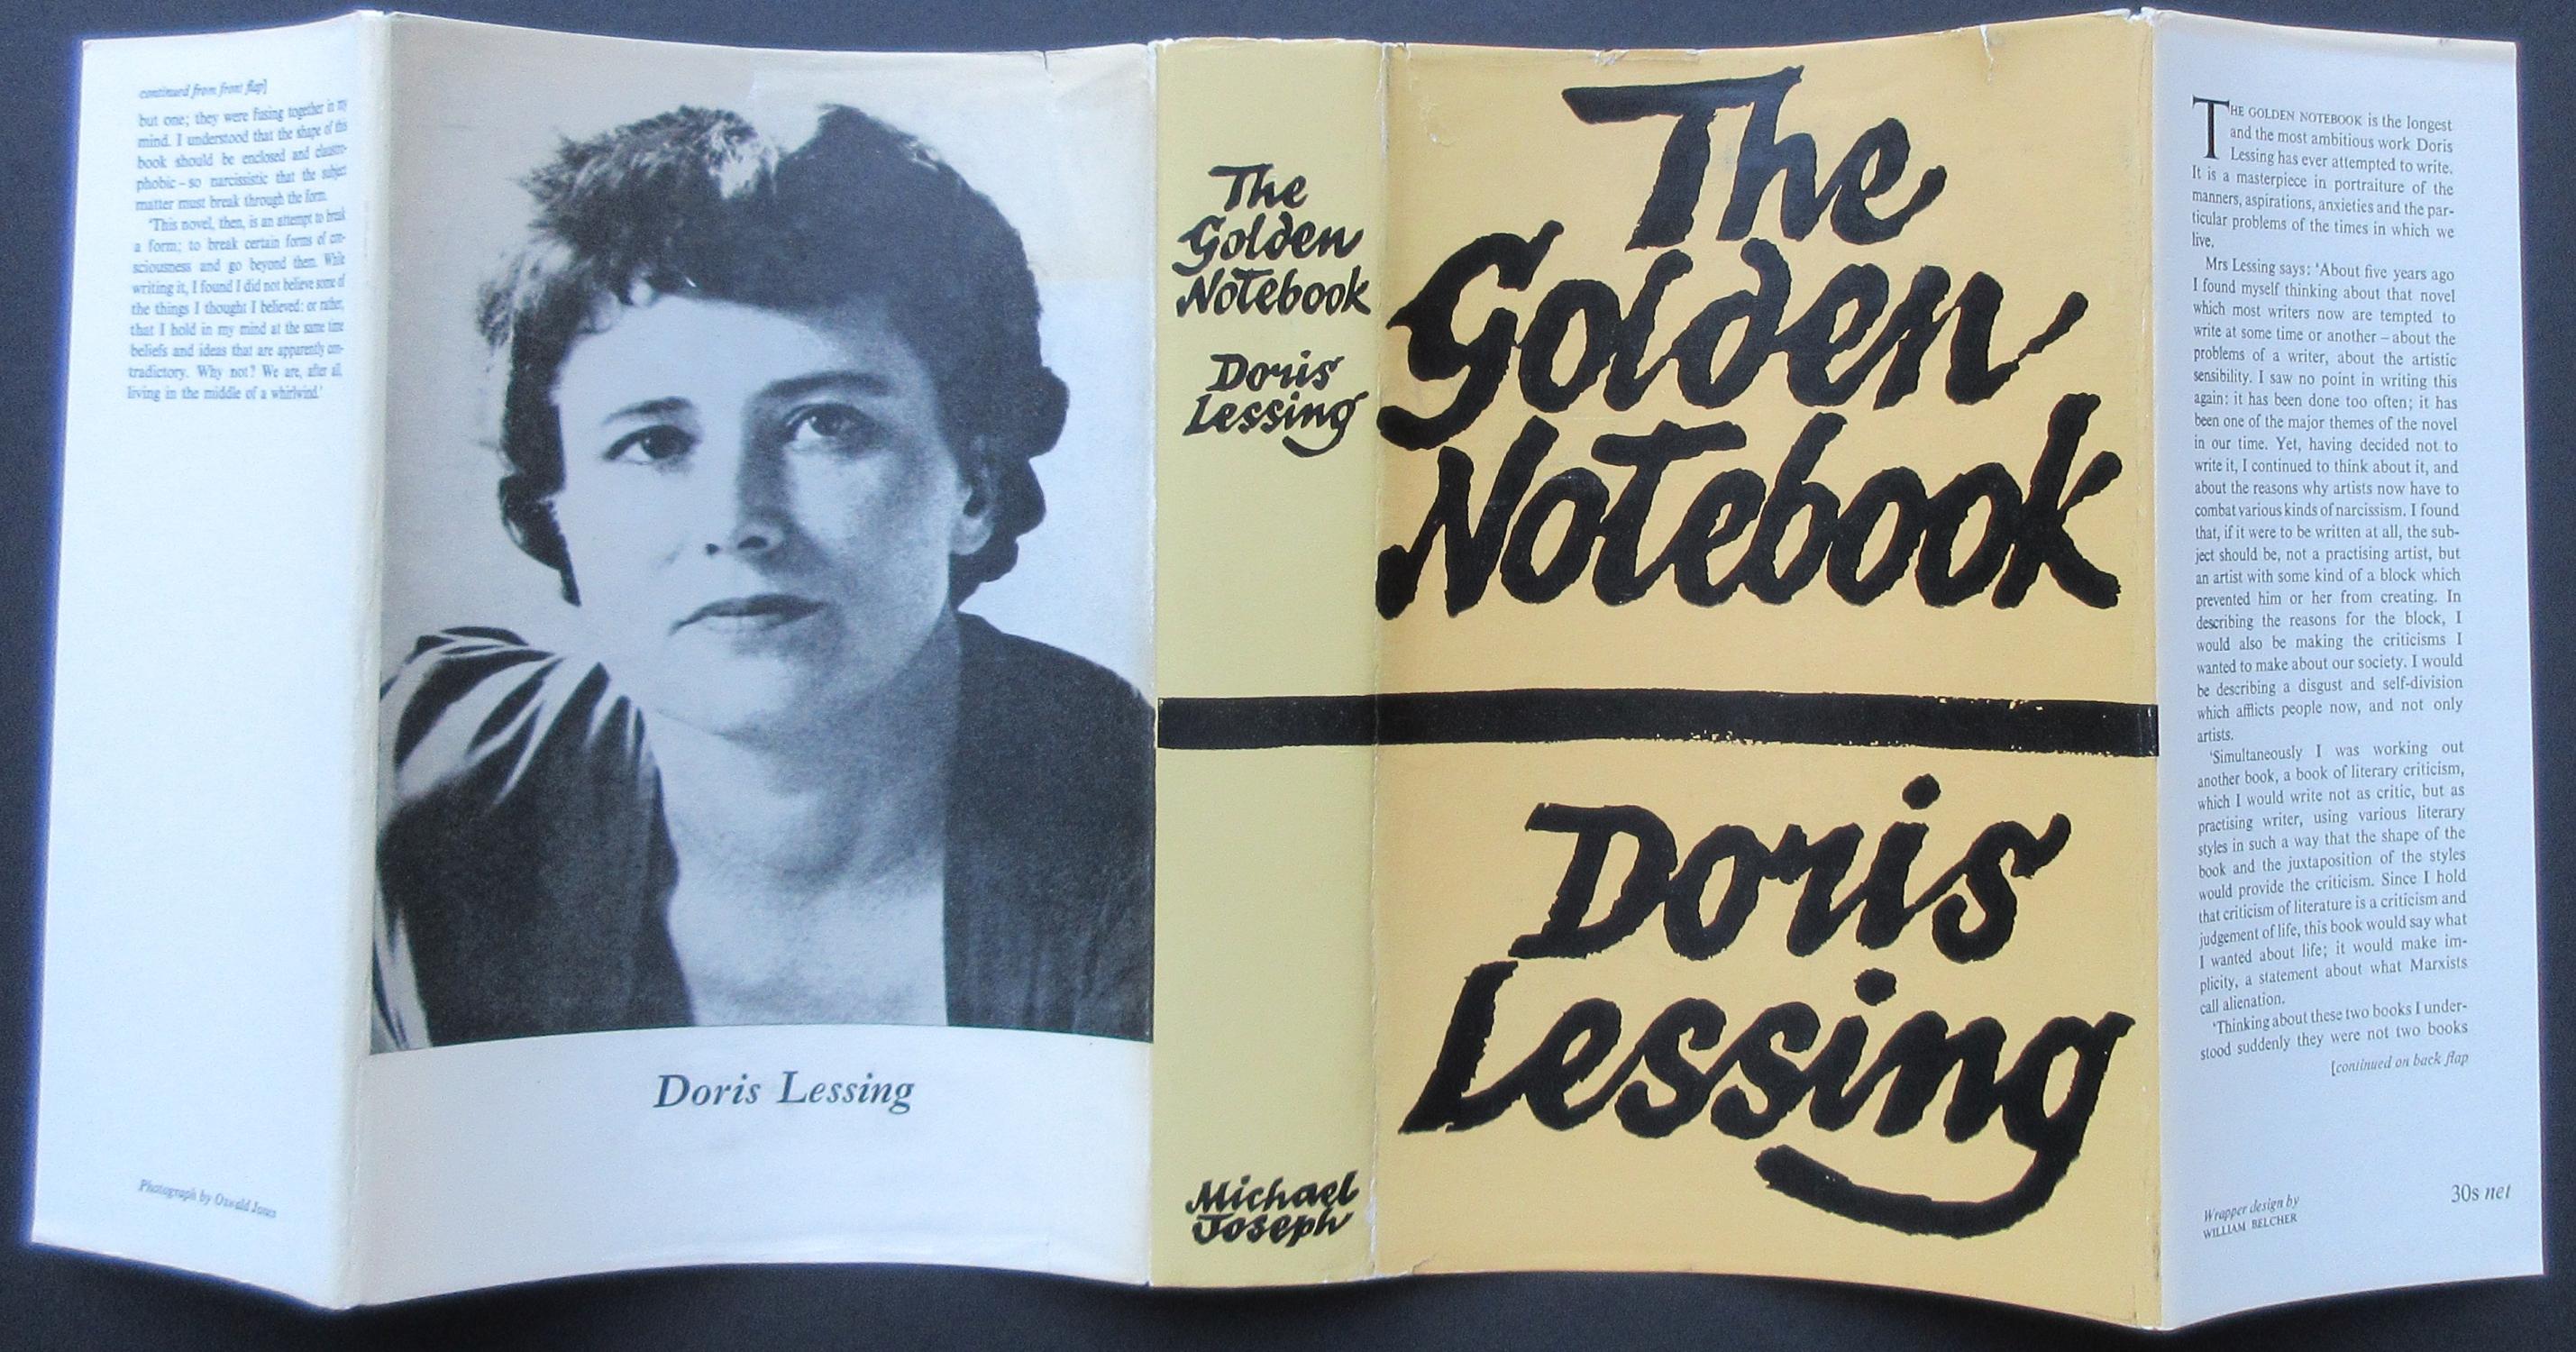 continued from front flap]
but one; they were fusing together in my
mind. I understood that the shape of this
book should be enclosed and claustro-
phobic – so narcissistic that the subject
matter must break through the form.
'This novel, then, is an attempt to break
a form; to break certain forms of con-
sciousness and go beyond them. While
writing it, I found I did not believe some of
the things I thought I believed: or rather,
that I hold in my mind at the same time
beliefs and ideas that are apparently con-
tradictory. Why not? We are, after all,
living in the middle of a whirlwind.'
Photograph by Oswald Jones
Doris Lessing
The
Golden
Notebook
Doris
Lessing
Michael
Joseph
The
Golden
Notebook
Doris
Lessing
THE GOLDEN NOTEBOOK is the longest
and the most ambitious work Doris
Lessing has ever attempted to write.
It is a masterpiece in portraiture of the
manners, aspirations, anxieties and the par-
ticular problems of the times in which we
live.
Mrs Lessing says: 'About five years ago
I found myself thinking about that novel
which most writers now are tempted to
write at some time or another – about the
problems of a writer, about the artistic
sensibility. I saw no point in writing this
again: it has been done too often; it has
been one of the major themes of the novel
in our time. Yet, having decided not to
write it, I continued to think about it, and
about the reasons why artists now have to
combat various kinds of narcissism. I found
that, if it were to be written at all, the sub-
ject should be, not a practising artist, but
an artist with some kind of a block which
prevented him or her from creating. In
describing the reasons for the block, I
would also be making the criticisms I
wanted to make about our society. I would
be describing a disgust and self-division
which afflicts people now, and not only
artists.
'Simultaneously I was working out
another book, a book of literary criticism,
which I would write not as critic, but as
practising writer, using various literary
styles in such a way that the shape of the
book and the juxtaposition of the styles
would provide the criticism. Since I hold
that criticism of literature is a criticism and
judgement of life, this book would say what
I wanted about life; it would make im-
plicity, a statement about what Marxists
call alienation.
'Thinking about these two books I under-
stood suddenly they were not two books
[continued on back flap
Wrapper design by
WILLIAM BELCHER
30s net